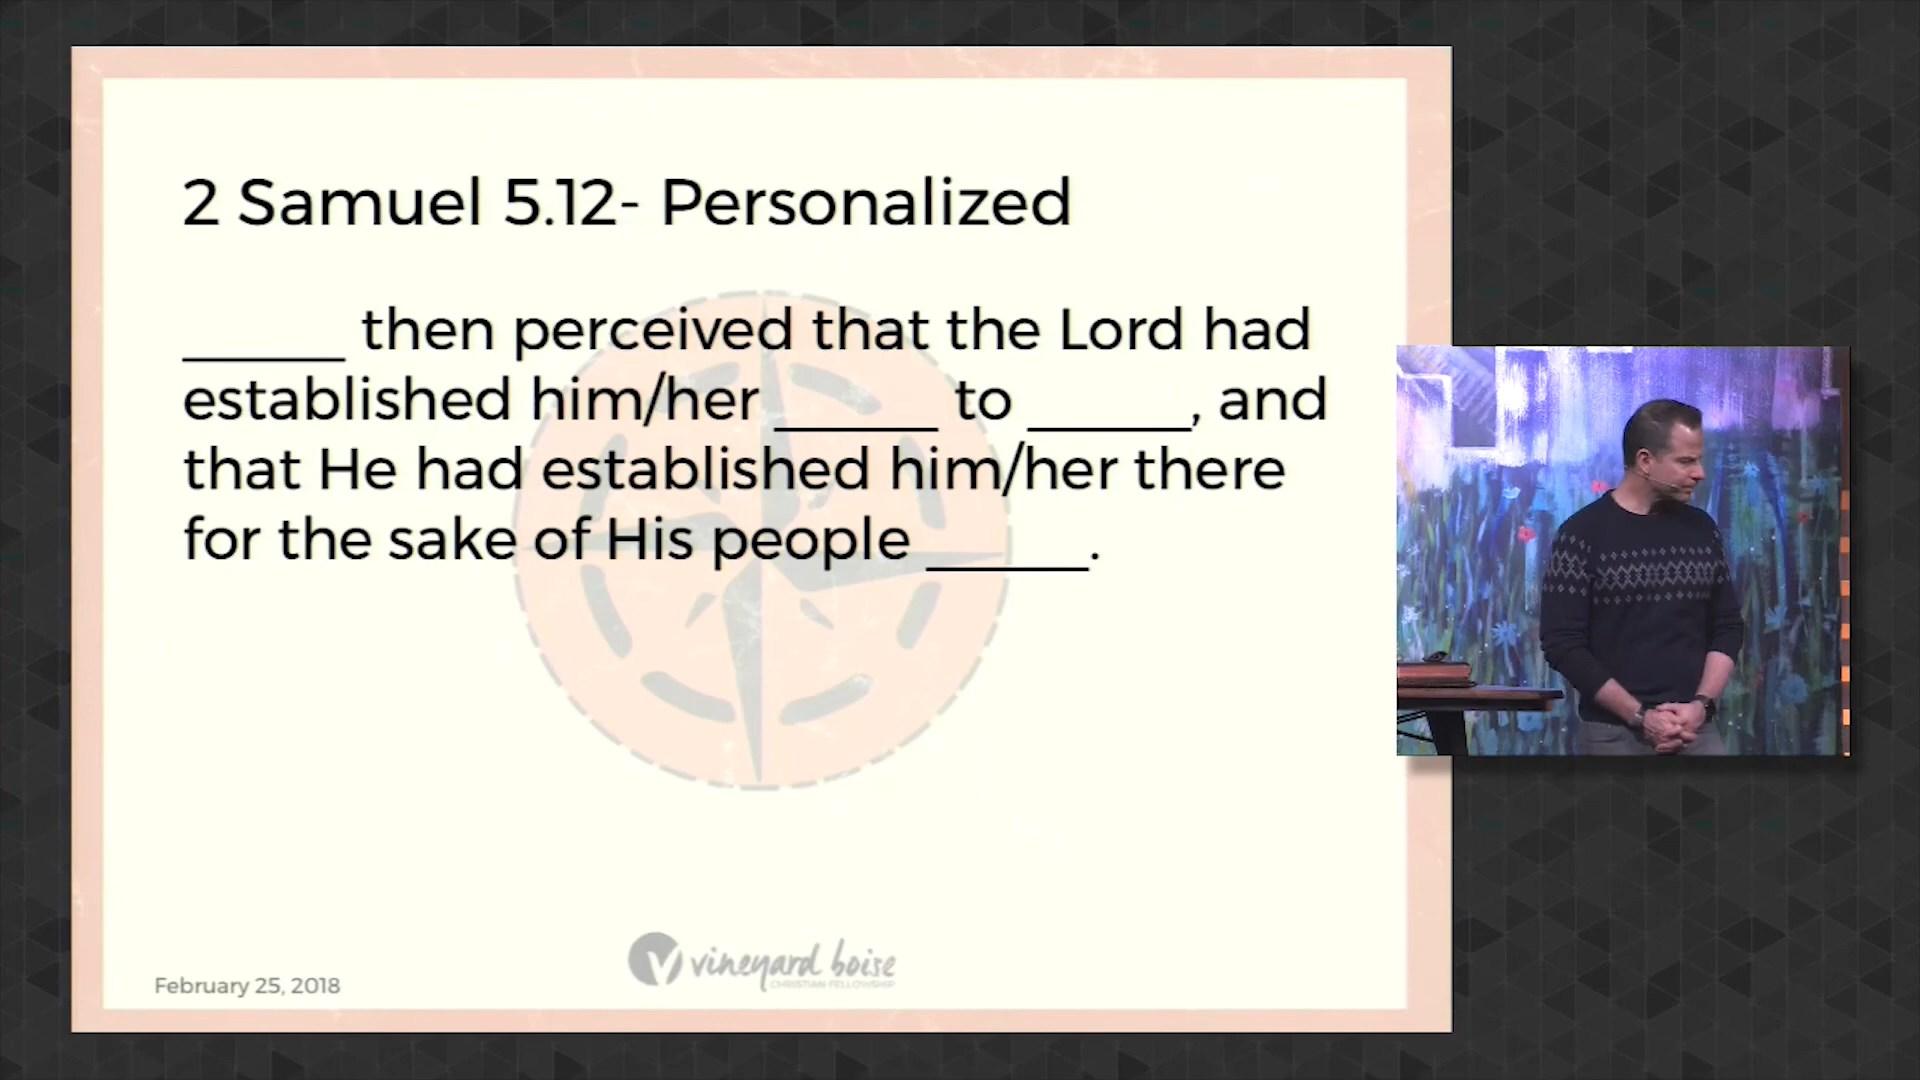 2 Samuel 5.12- Personalized
______ then perceived that the Lord had
established him/her ______ to ______, and
that He had established him/her there
for the sake of His people ______.
February 25, 2018
vineyard boise
CHRISTIAN FELLOWSHIP